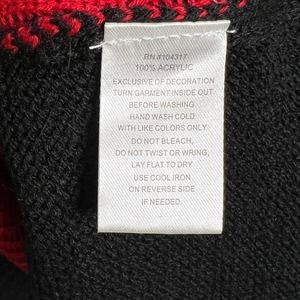 RN #104317
100% ACRYLIC
EXCLUSIVE OF DECORATION
TURN GARMENT INSIDE OUT
BEFORE WASHING.
HAND WASH COLD
WITH LIKE COLORS ONLY
DO NOT BLEACH,
DO NOT TWIST OR WRING,
LAY FLAT TO DRY
USE COOL IRON
ON REVERSE SIDE
IF NEEDED.